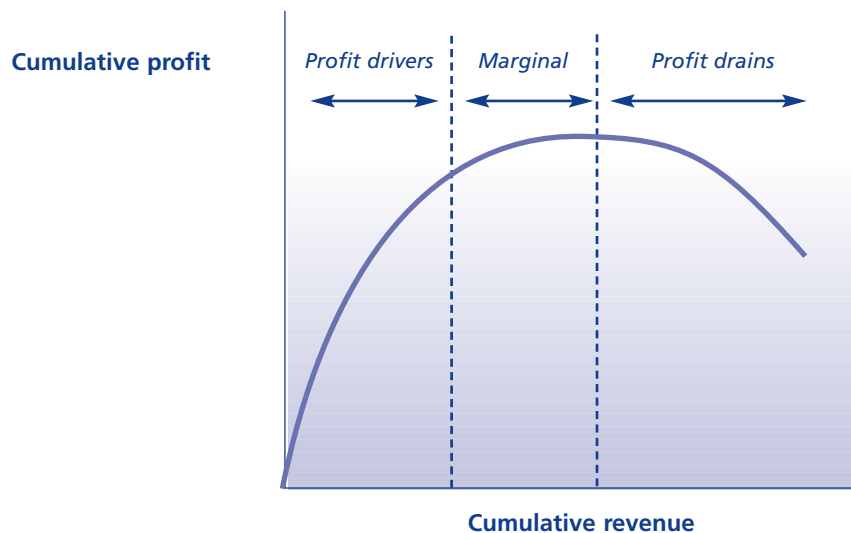 Cumulative profit
Profit drivers
Marginal
Profit drains
Cumulative revenue